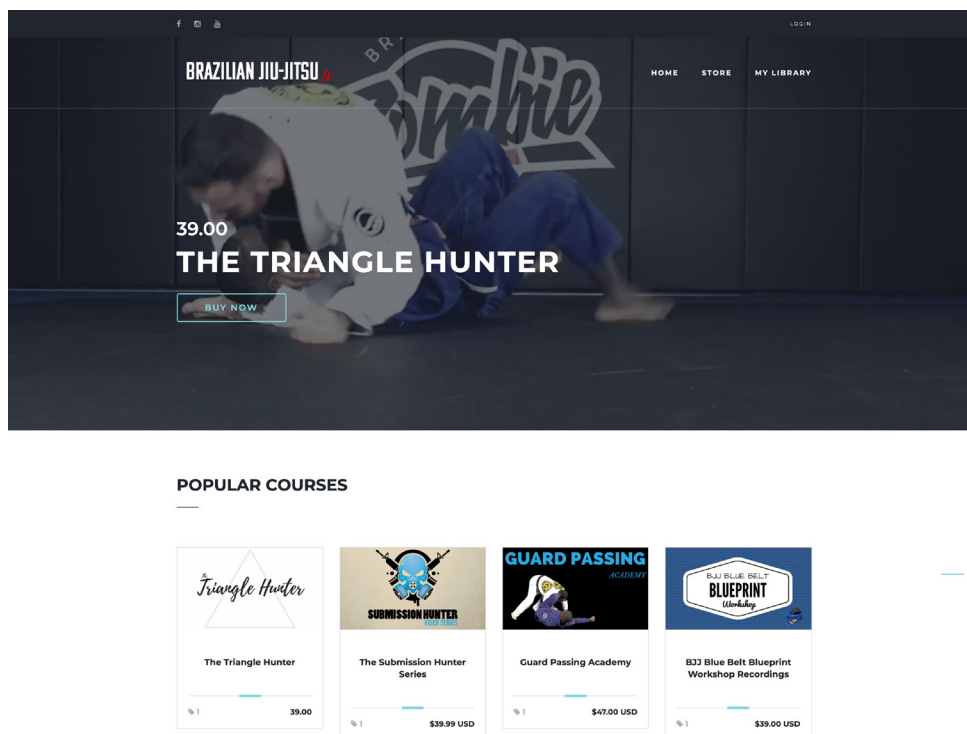 LOGIN
BRAZILIAN JIU-JITSU tv
HOME STORE MY LIBRARY
BR
Zombie
39.00
THE TRIANGLE HUNTER
BUY NOW
POPULAR COURSES
the
Triangle Hunter
SUBMISSION HUNTER
VIDEO SERIES
GUARD PASSING
ACADEMY
BJJ BLUE BELT
BLUEPRINT
Workshop
The Triangle Hunter
The Submission Hunter
Series
Guard Passing Academy
BJJ Blue Belt Blueprint
Workshop Recordings
1 39.00
1 $39.99 USD
1 $47.00 USD
1 $39.00 USD